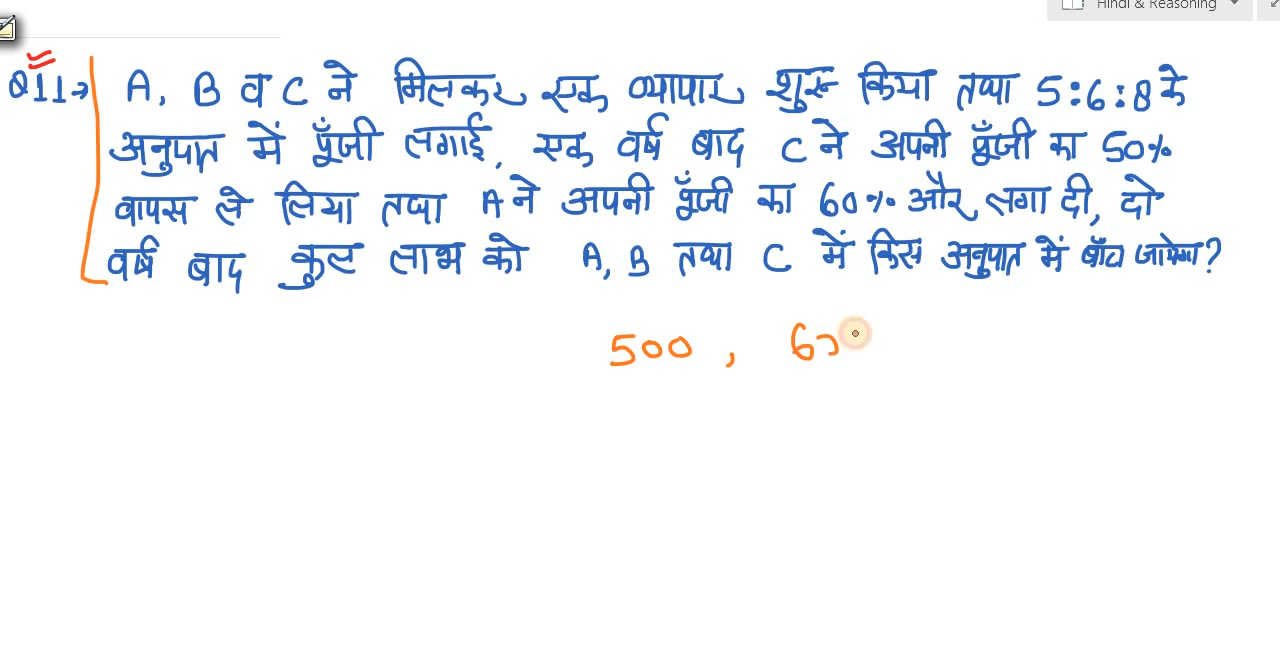 Hindi & Reasoning
Q11→ A, B व C ने मिलकर एक व्यापार शुरू किया तथा 5:6:8 के
अनुपात में पूँजी लगाई, एक वर्ष बाद C ने अपनी पूँजी का 50%
वापस ले लिया तथा A ने अपनी पूँजी का 60% और लगा दी, दो
वर्ष बाद कुल लाभ को A, B तथा C में किस अनुपात में बाँटा जायेगा?
500 ,